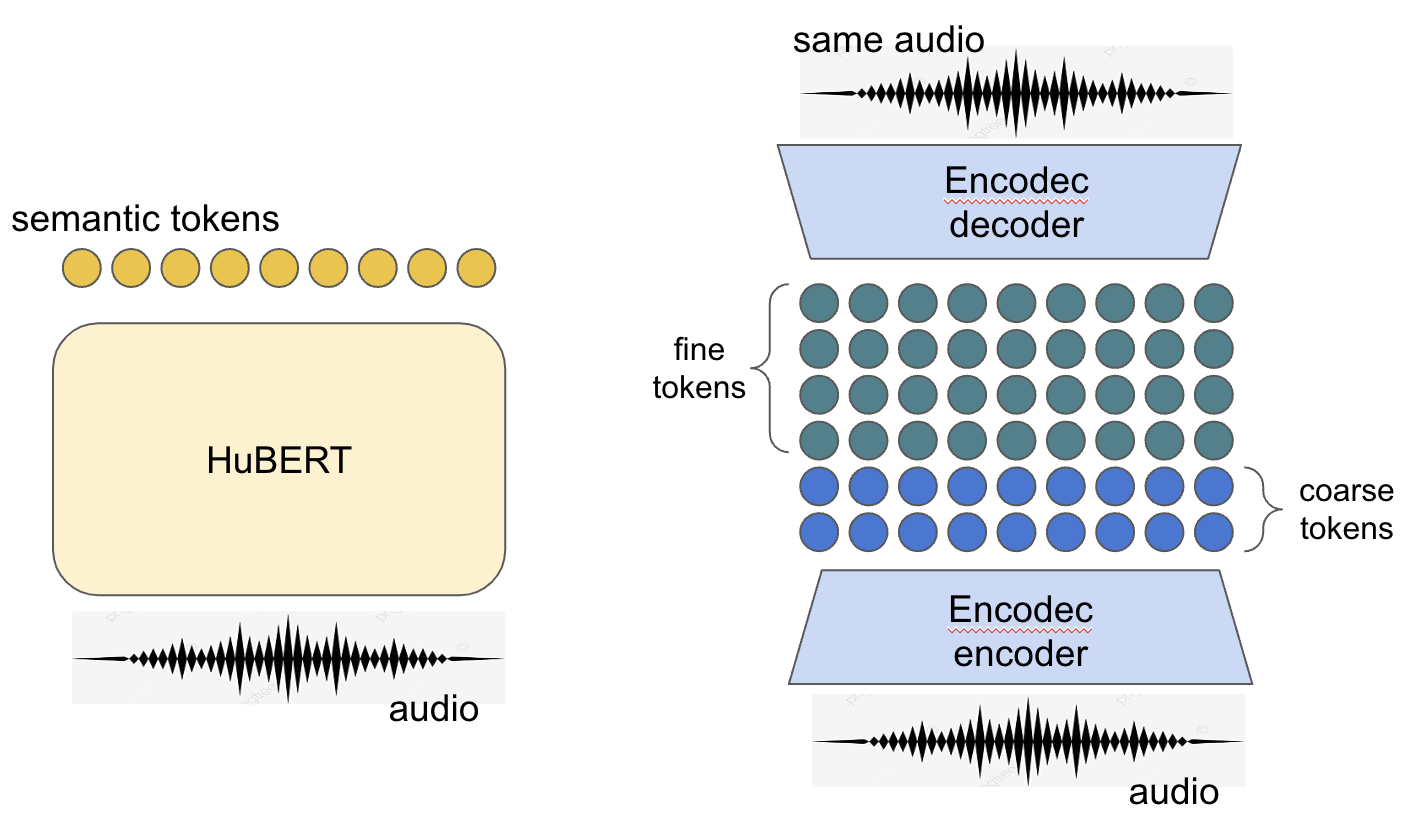 same audio
Encodec
decoder
semantic tokens
fine
tokens
HuBERT
coarse
tokens
Encodec
encoder
audio
audio